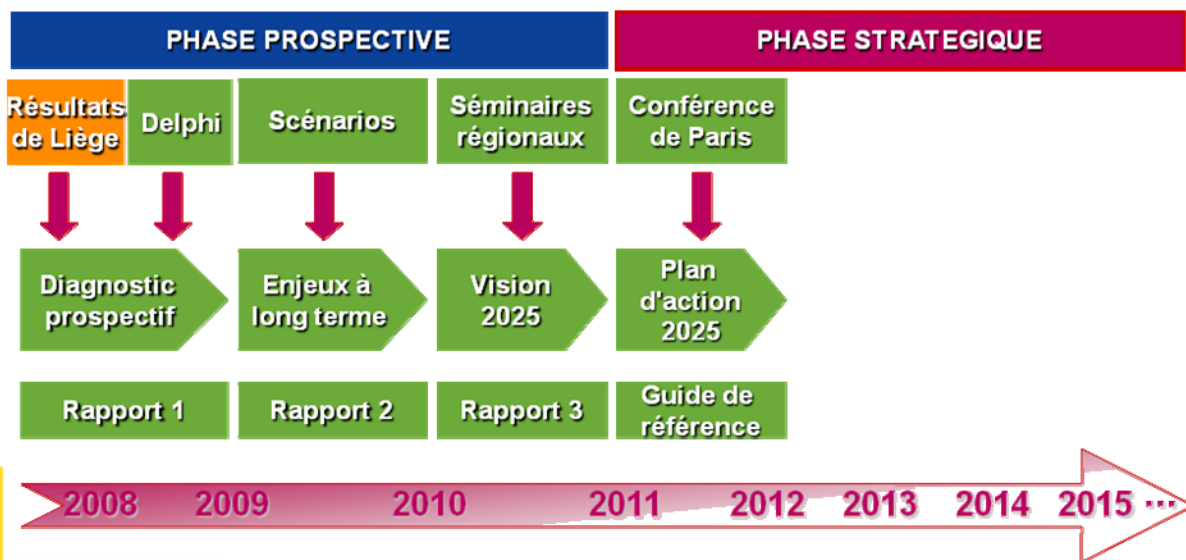 PHASE PROSPECTIVE
PHASE STRATEGIQUE
Résultats
de Liège
Delphi
Scénarios
Séminaires
régionaux
Conférence
de Paris
Diagnostic
prospectif
Enjeux à
long terme
Vision
2025
Plan
d'action
2025
Rapport 1
Rapport 2
Rapport 3
Guide de
référence
2008 2009 2010 2011 2012 2013 2014 2015 ...